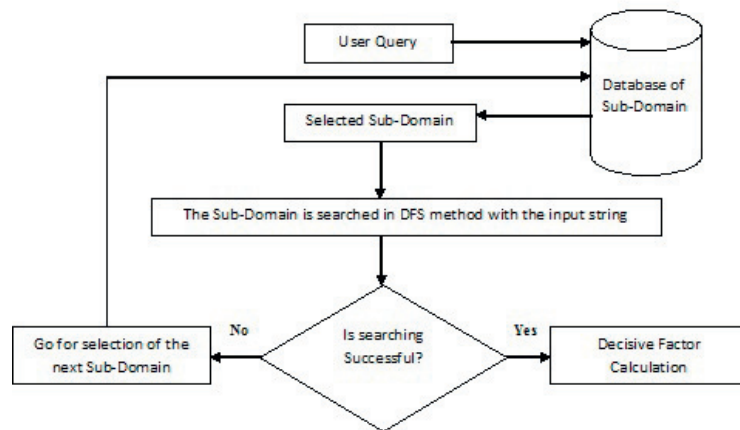 User Query
Database of
Sub-Domain
Selected Sub-Domain
The Sub-Domain is searched in DFS method with the input string
Is searching
Successful?
No
Yes
Go for selection of the
next Sub-Domain
Decisive Factor
Calculation